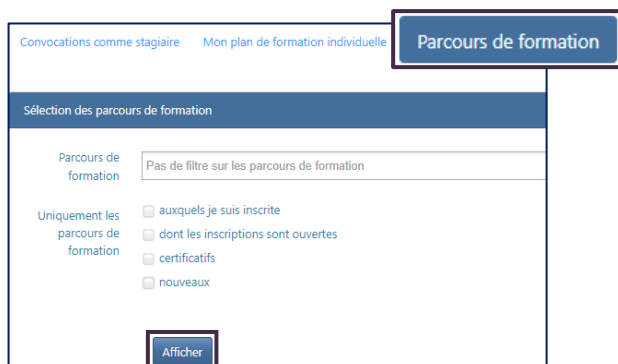 Convocations comme stagiaire Mon plan de formation individuelle Parcours de formation
Sélection des parcours de formation
Parcours de formation
Pas de filtre sur les parcours de formation
Uniquement les parcours de formation
auxquels je suis inscrite
dont les inscriptions sont ouvertes
certificatifs
nouveaux
Afficher